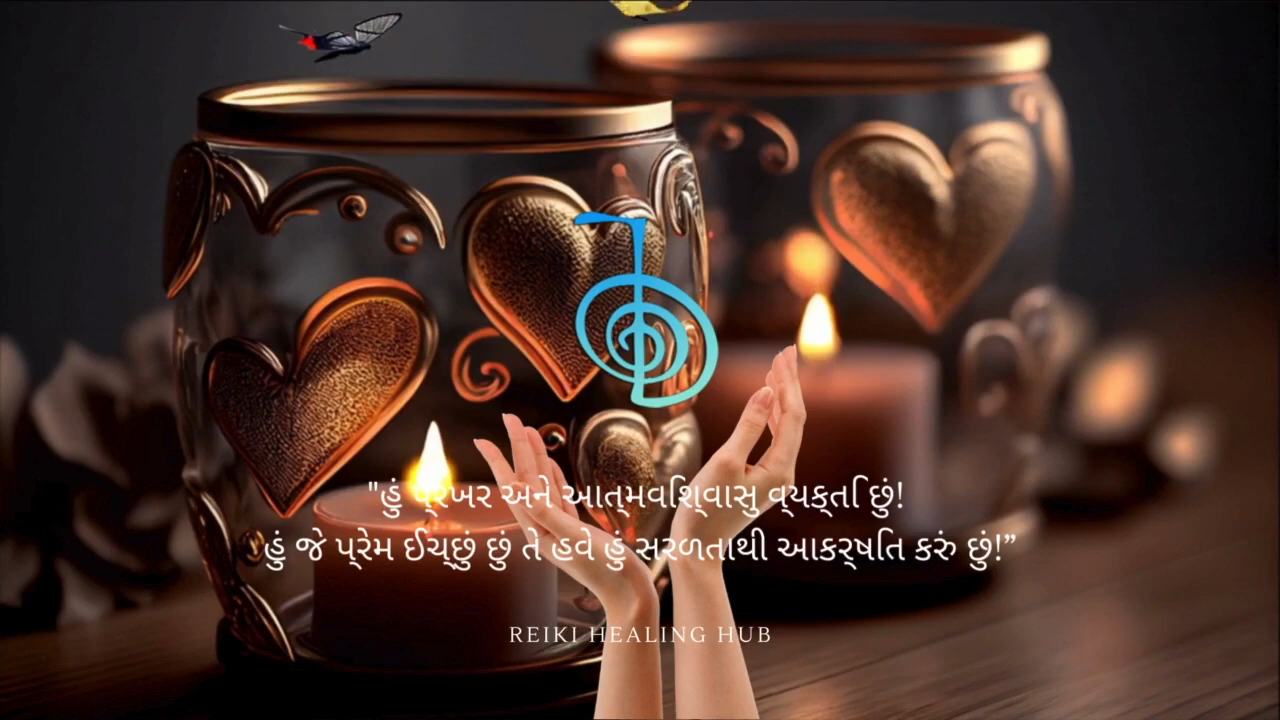 "હું પ્રખર અને આત્મવિશ્વાસુ વ્યક્તિ છું!
હું જે પ્રેમ ઈચ્છું છું તે હવે હું સરળતાથી આકર્ષિત કરું છું!”
REIKI HEALING HUB